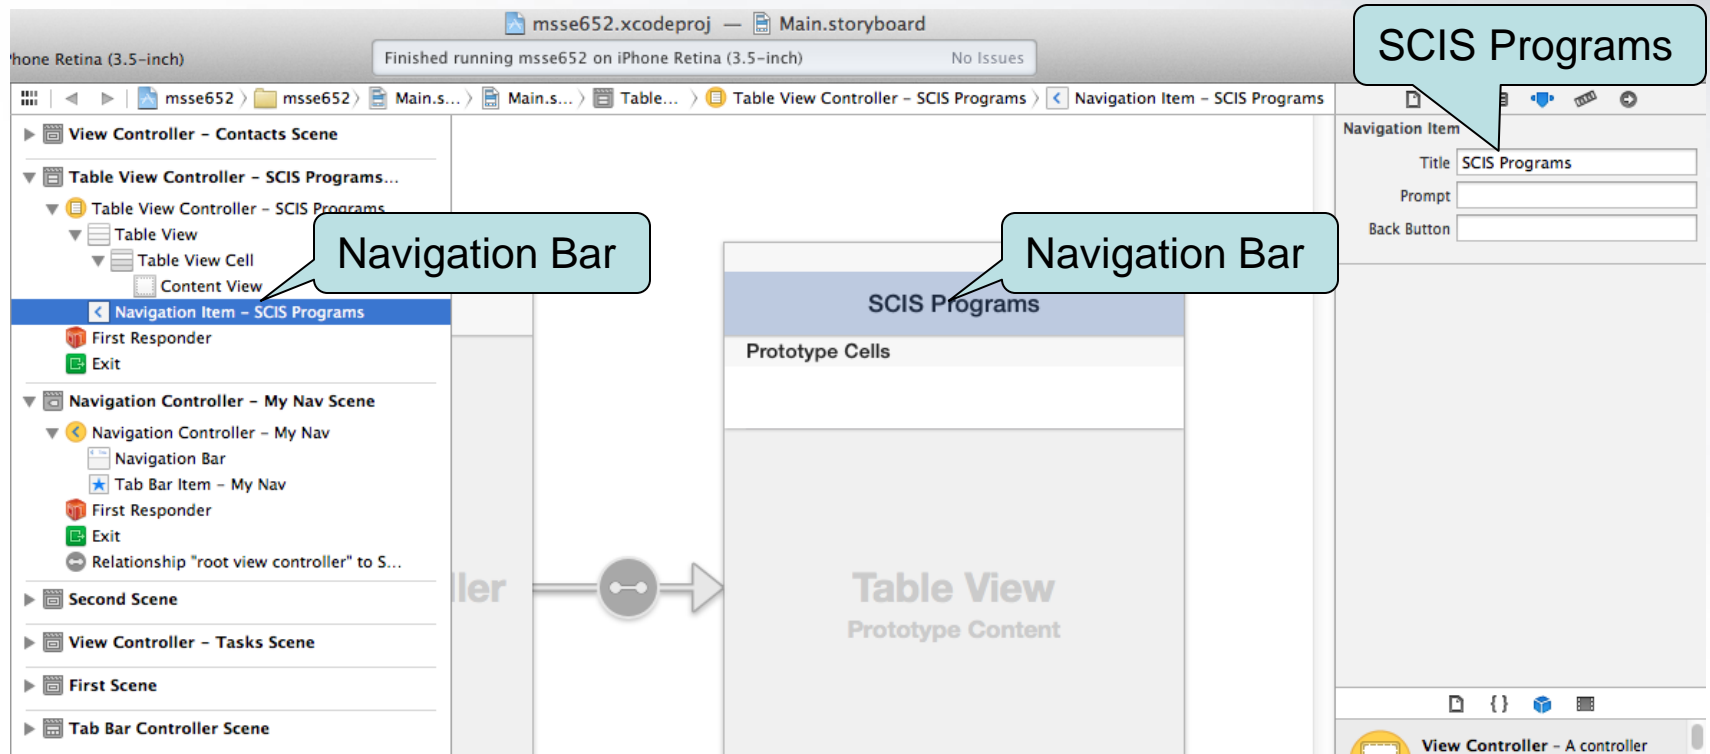 msse652.xcodeproj — Main.storyboard
SCIS Programs
hone Retina (3.5-inch)
Finished running msse652 on iPhone Retina (3.5-inch) No Issues
msse652 msse652 Main.s... Main.s... Table... Table View Controller – SCIS Programs Navigation Item – SCIS Programs
View Controller – Contacts Scene
Table View Controller – SCIS Programs...
Table View Controller – SCIS Programs
Table View
Table View Cell
Content View
Navigation Item – SCIS Programs
First Responder
Exit
Navigation Controller – My Nav Scene
Navigation Controller – My Nav
Navigation Bar
Tab Bar Item – My Nav
First Responder
Exit
Relationship "root view controller" to S...
Second Scene
View Controller – Tasks Scene
First Scene
Tab Bar Controller Scene
Navigation Bar
Navigation Bar
SCIS Programs
Prototype Cells
ller
Table View
Prototype Content
Navigation Item
Title SCIS Programs
Prompt
Back Button
{ }
View Controller – A controller